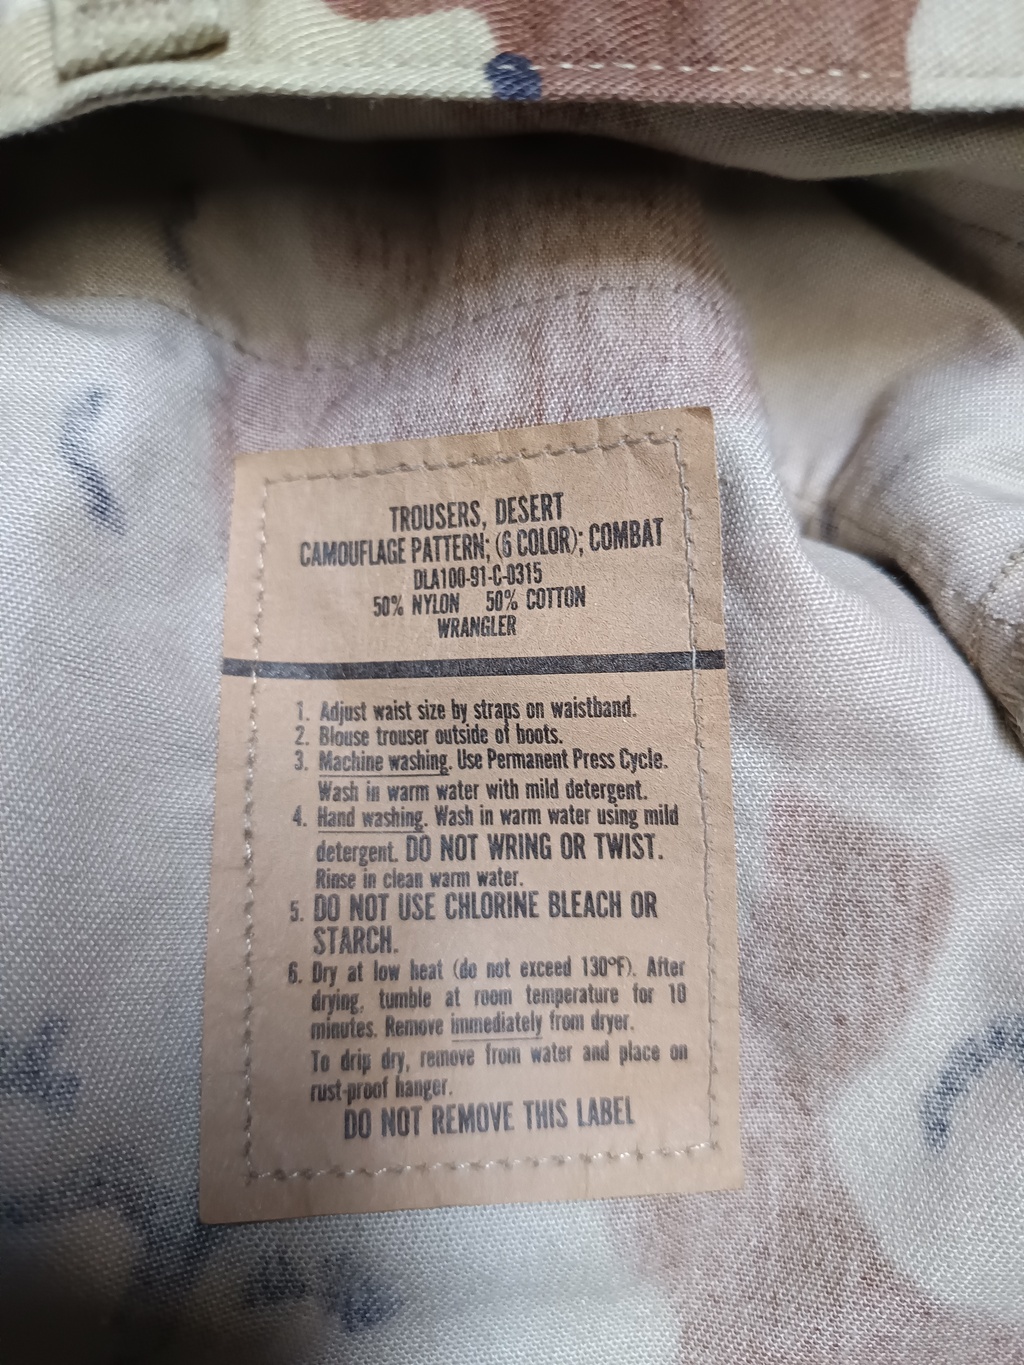 TROUSERS, DESERT
CAMOUFLAGE PATTERN; (6 COLOR); COMBAT
DLA100-91-C-0315
50% NYLON 50% COTTON
WRANGLER
1. Adjust waist size by straps on waistband.
2. Blouse trouser outside of boots.
3. Machine washing. Use Permanent Press Cycle.
Wash in warm water with mild detergent.
4. Hand washing. Wash in warm water using mild
detergent. DO NOT WRING OR TWIST.
Rinse in clean warm water.
5. DO NOT USE CHLORINE BLEACH OR
STARCH.
6. Dry at low heat (do not exceed 130°F). After
drying, tumble at room temperature for 10
minutes. Remove immediately from dryer.
To drip dry, remove from water and place on
rust-proof hanger.
DO NOT REMOVE THIS LABEL